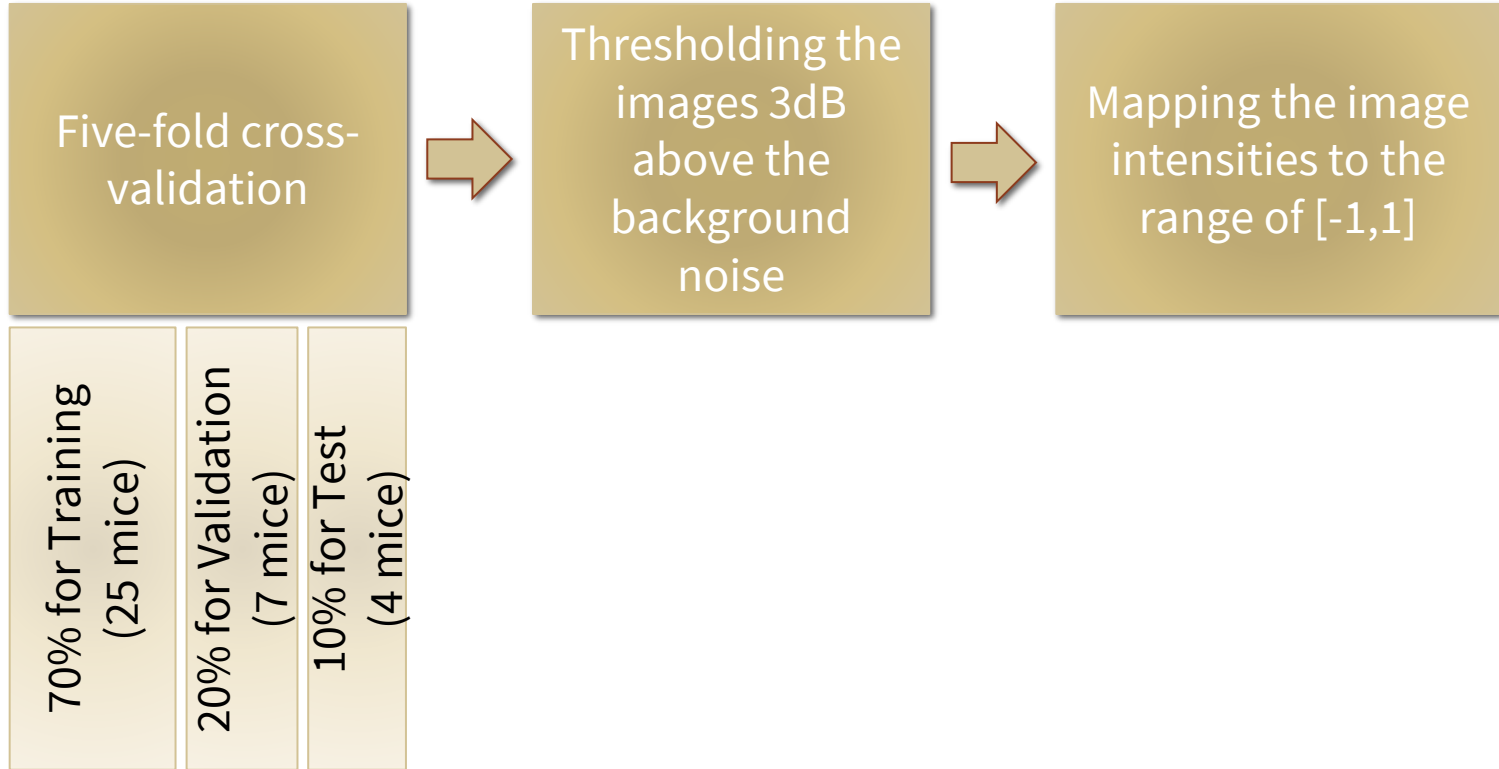 Five-fold cross-
validation
Thresholding the
images 3dB
above the
background
noise
Mapping the image
intensities to the
range of [-1,1]
70% for Training
(25 mice)
20% for Validation
(7 mice)
10% for Test
(4 mice)